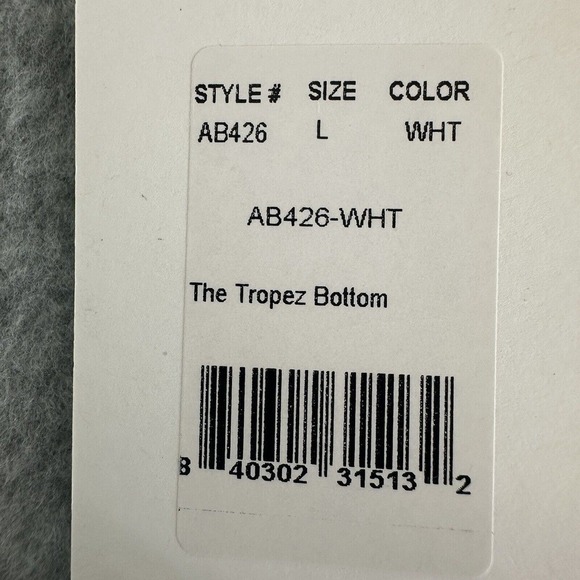 STYLE # SIZE COLOR
AB426 L WHT
AB426-WHT
The Tropez Bottom
8 40302 31513 2